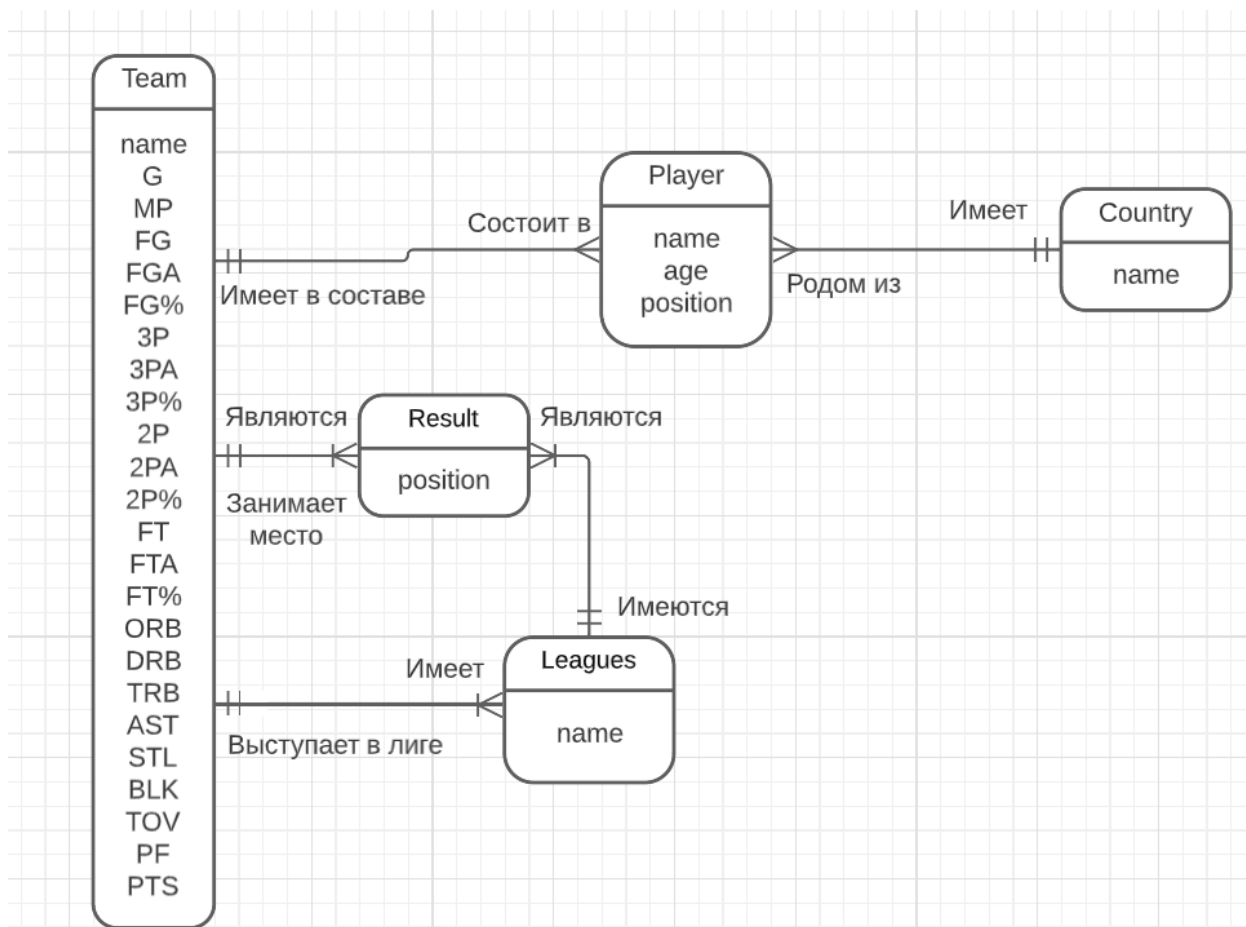 Team
name
G
MP
FG
FGA
FG%
3P
3PA
3P%
2P
2PA
2P%
FT
FTA
FT%
ORB
DRB
TRB
AST
STL
BLK
TOV
PF
PTS
Состоит в
Имеет в составе
Player
name
age
position
Имеет
Родом из
Country
name
Являются
Занимает
место
Result
position
Являются
Имеются
Имеет
Выступает в лиге
Leagues
name